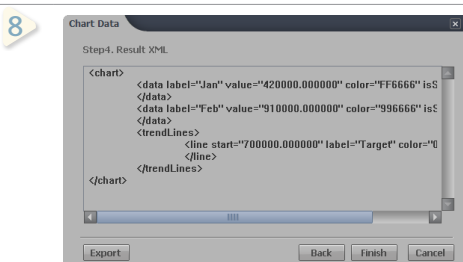 8
Chart Data
Step4. Result XML
<chart>
<data label="Jan" value="420000.000000" color="FF6666" isS
</data>
<data label="Feb" value="910000.000000" color="996666" isS
</data>
<trendLines>
<line start="700000.000000" label="Target" color="0
</line>
</trendLines>
</chart>
Export Back Finish Cancel